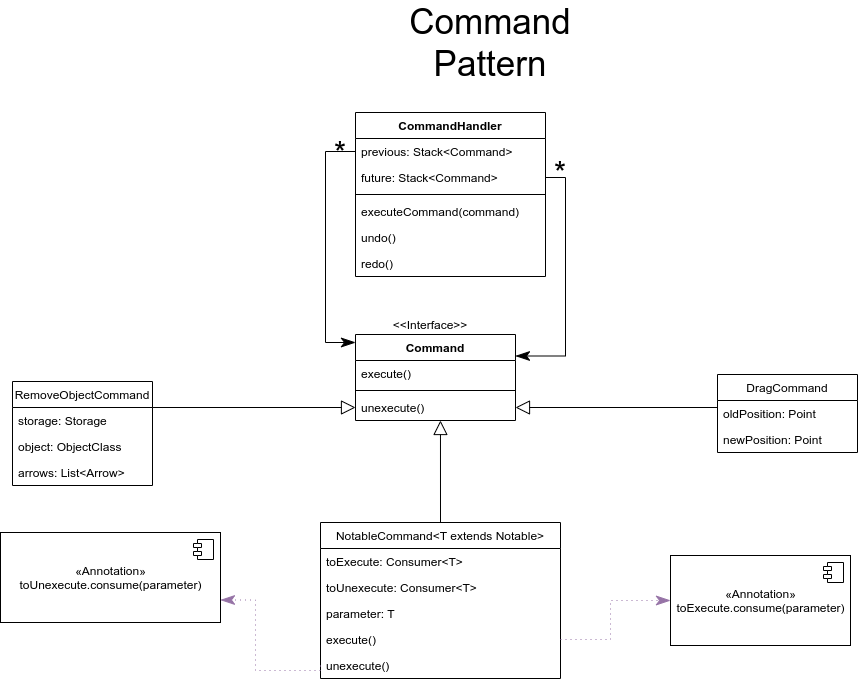 Command
Pattern
CommandHandler
*
previous: Stack<Command>
*
future: Stack<Command>
executeCommand(command)
undo()
redo()
<<Interface>>
Command
execute()
unexecute()
RemoveObjectCommand
storage: Storage
object: ObjectClass
arrows: List<Arrow>
DragCommand
oldPosition: Point
newPosition: Point
NotableCommand<T extends Notable>
toExecute: Consumer<T>
toUnexecute: Consumer<T>
parameter: T
execute()
unexecute()
«Annotation»
toUnexecute.consume(parameter)
«Annotation»
toExecute.consume(parameter)